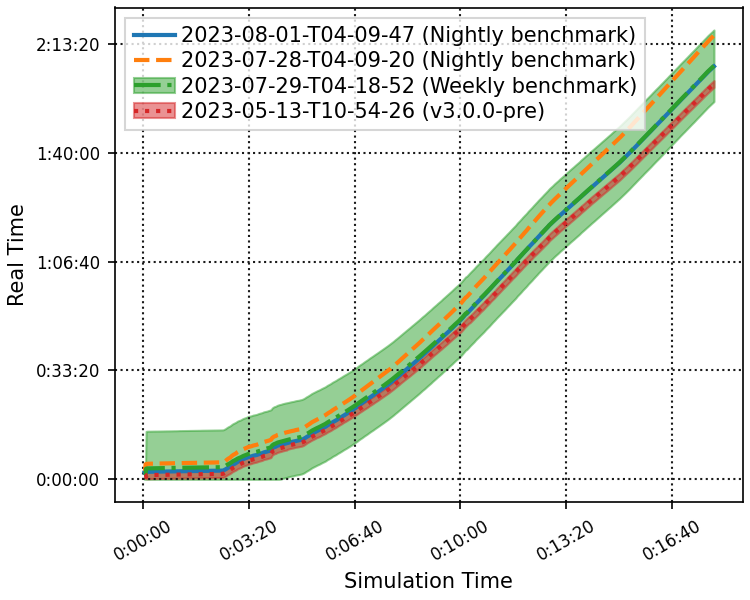 2023-08-01-T04-09-47 (Nightly benchmark)
2023-07-28-T04-09-20 (Nightly benchmark)
2023-07-29-T04-18-52 (Weekly benchmark)
2023-05-13-T10-54-26 (v3.0.0-pre)
2:13:20
1:40:00
1:06:40
0:33:20
0:00:00
Real Time
0:00:00
0:03:20
0:06:40
0:10:00
0:13:20
0:16:40
Simulation Time